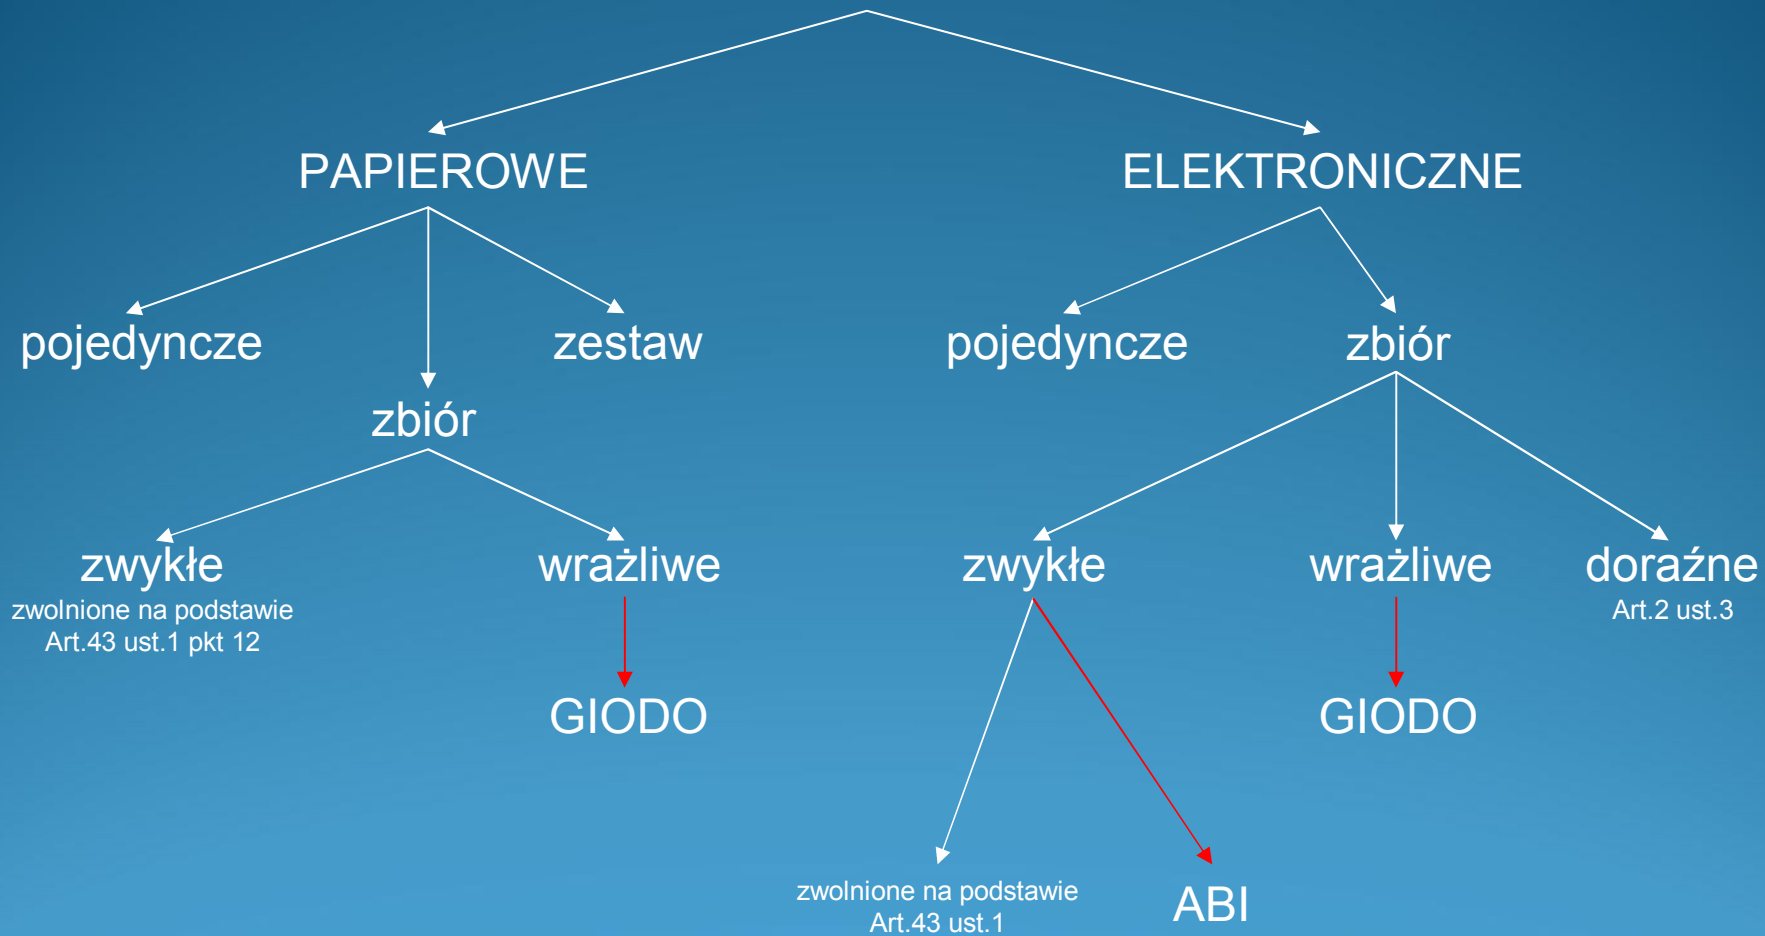 PAPIEROWE
ELEKTRONICZNE
pojedyncze
zestaw
pojedyncze
zbiór
zbiór
zwykłe
zwolnione na podstawie
Art.43 ust.1 pkt 12
wrażliwe
zwykłe
wrażliwe
doraźne
Art.2 ust.3
GIODO
GIODO
zwolnione na podstawie
Art.43 ust.1
ABI